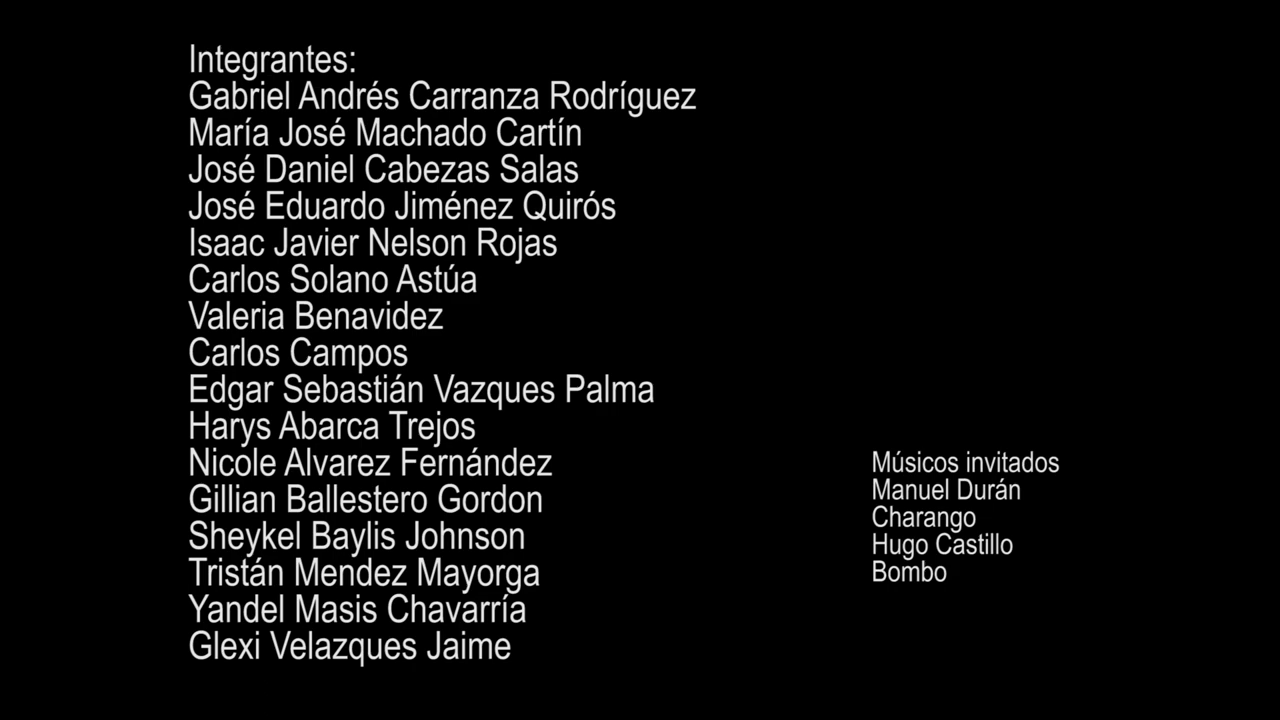 Integrantes:
Gabriel Andrés Carranza Rodríguez
María José Machado Cartín
José Daniel Cabezas Salas
José Eduardo Jiménez Quirós
Isaac Javier Nelson Rojas
Carlos Solano Astúa
Valeria Benavidez
Carlos Campos
Edgar Sebastián Vazques Palma
Harys Abarca Trejos
Nicole Alvarez Fernández
Gillian Ballestero Gordon
Sheykel Baylis Johnson
Tristán Mendez Mayorga
Yandel Masis Chavarría
Glexi Velazques Jaime
Músicos invitados
Manuel Durán
Charango
Hugo Castillo
Bombo